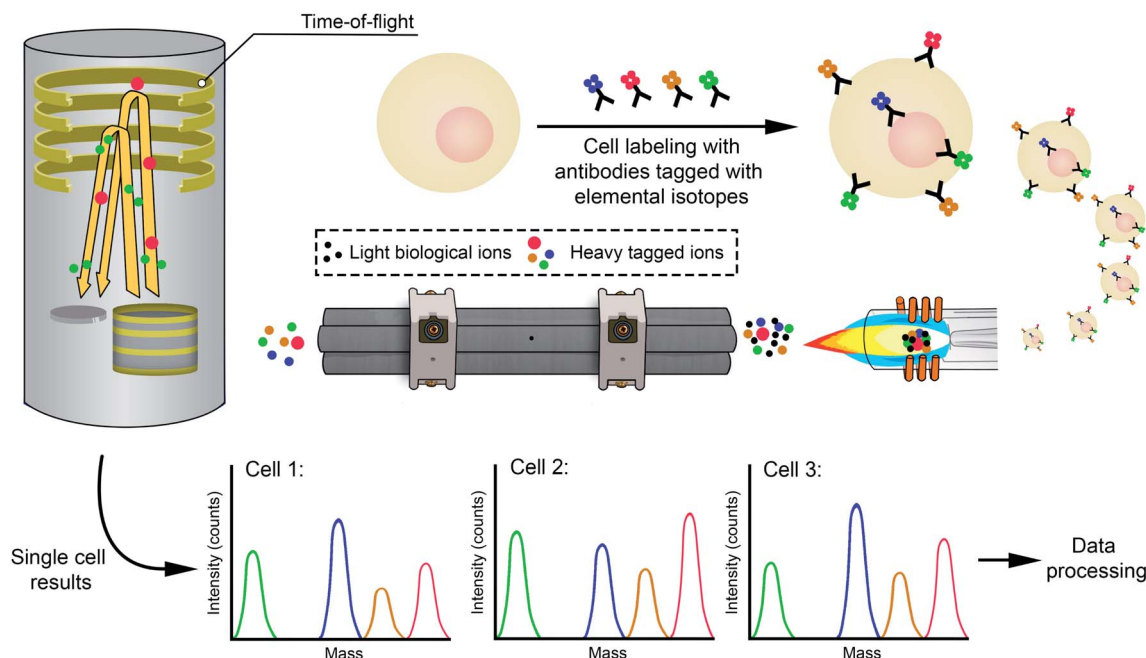 Time-of-flight
Cell labeling with
antibodies tagged with
elemental isotopes
Light biological ions
Heavy tagged ions
Single cell
results
Cell 1:
Intensity (counts)
Mass
Cell 2:
Intensity (counts)
Mass
Cell 3:
Intensity (counts)
Mass
Data
processing